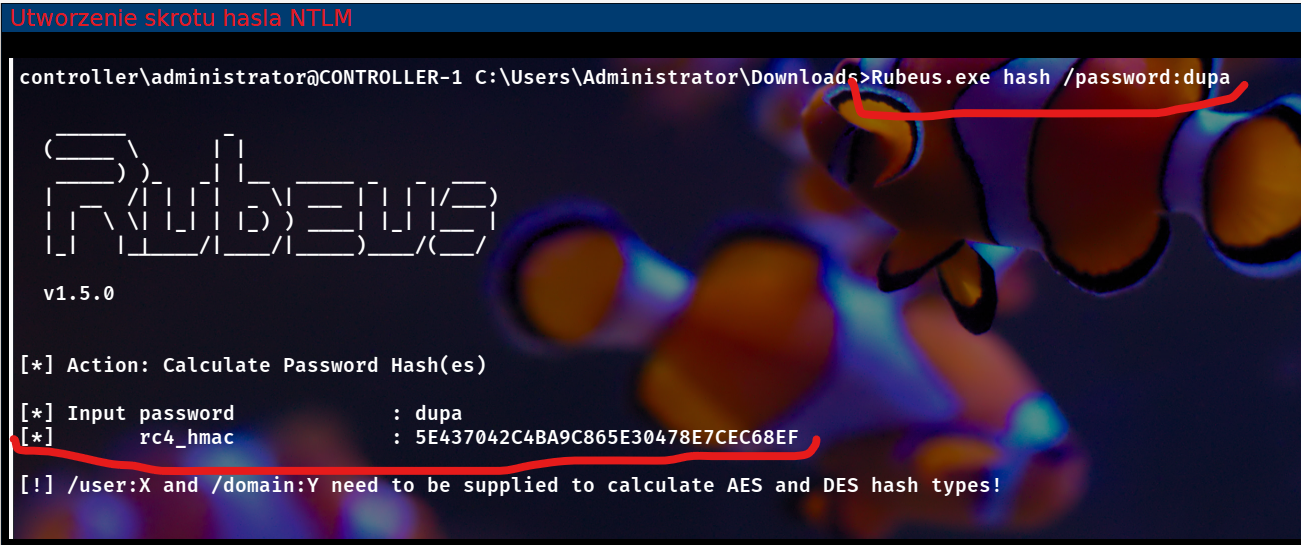 Utworzenie skrotu hasla NTLM
controller\administrator@CONTROLLER-1 C:\Users\Administrator\Downloads>Rubeus.exe hash /password:dupa
Rubeus
v1.5.0
[*] Action: Calculate Password Hash(es)
[*] Input password : dupa
[*] rc4_hmac : 5E437042C4BA9C865E30478E7CEC68EF
[!] /user:X and /domain:Y need to be supplied to calculate AES and DES hash types!